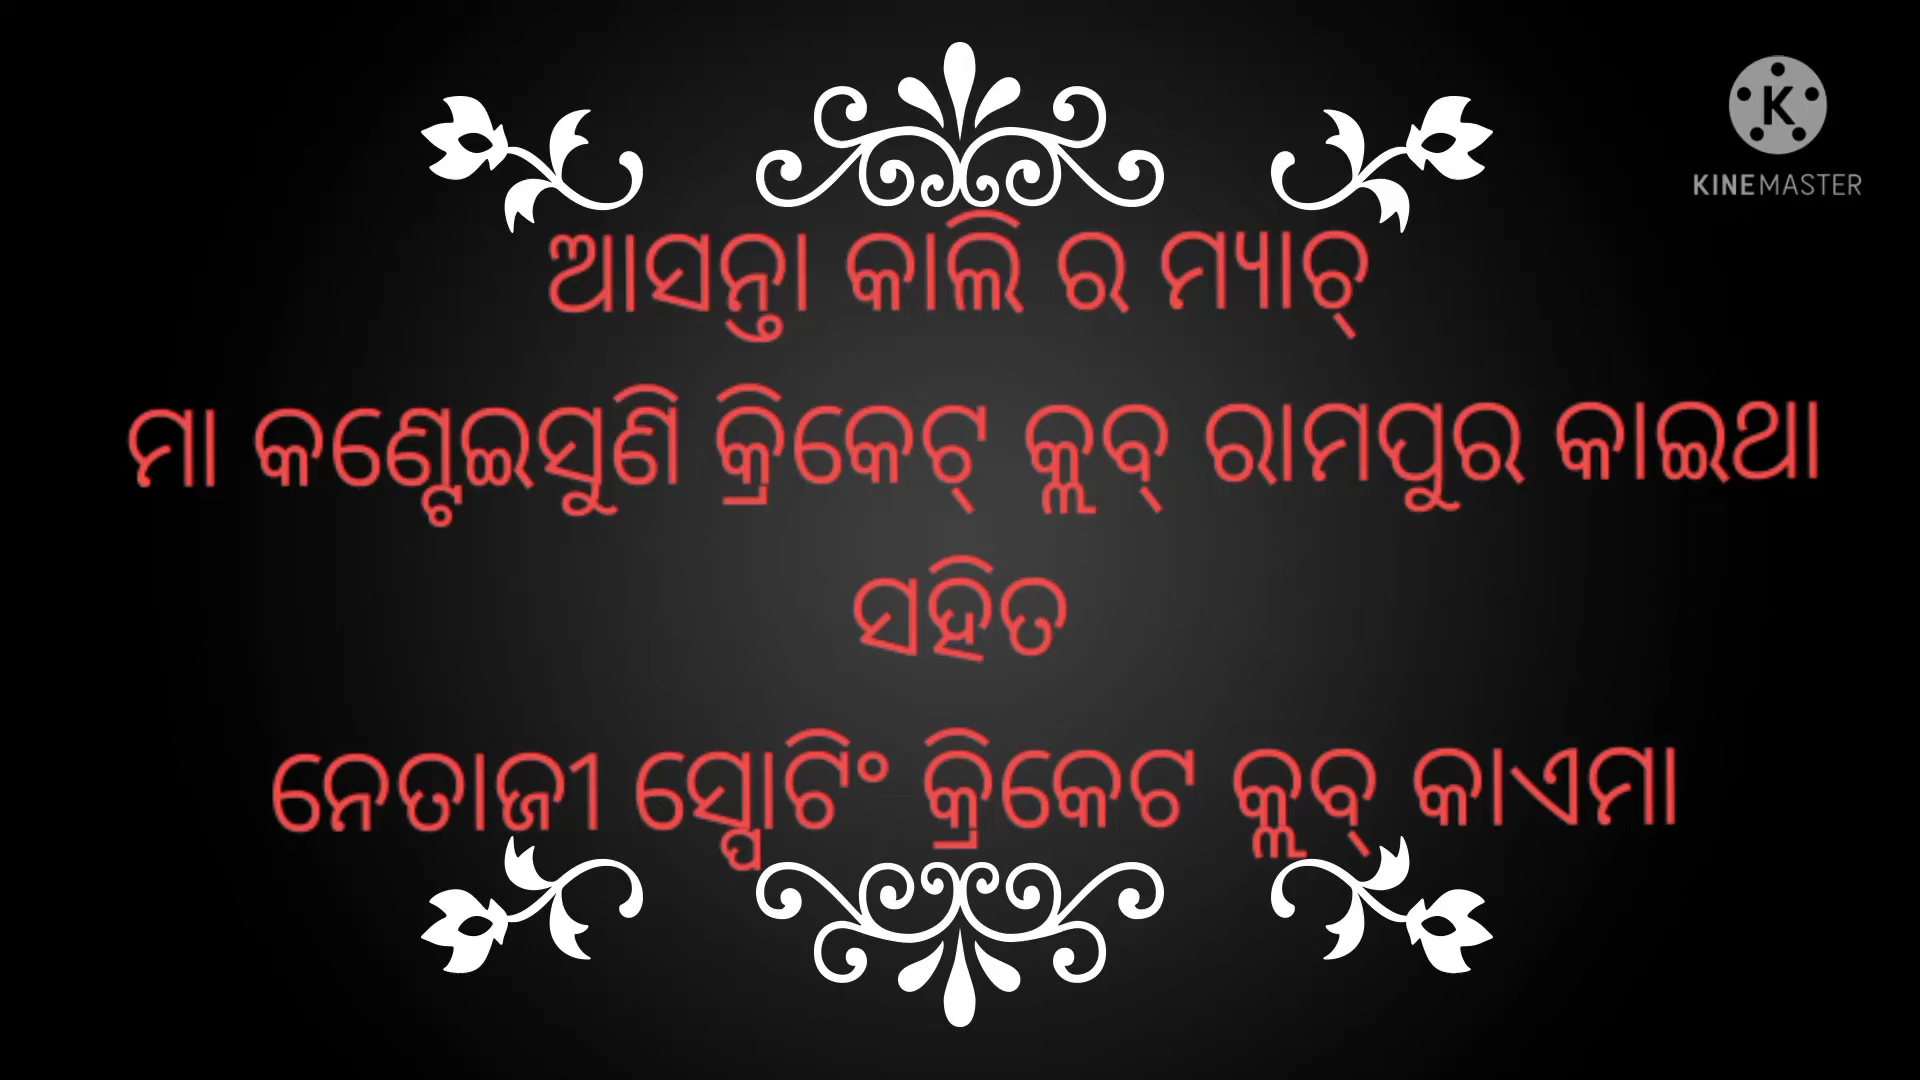 KINEMASTER
ଆସନ୍ତା କାଲି ର ମ୍ୟାଚ୍
ମା କଣ୍ଟେଇସୁଣି କ୍ରିକେଟ୍ କ୍ଲବ୍ ରାମପୁର କାଇଥା
ସହିତ
ନେତାଜୀ ସ୍ପୋଟିଂ କ୍ରିକେଟ କ୍ଲବ୍ କାଏମା